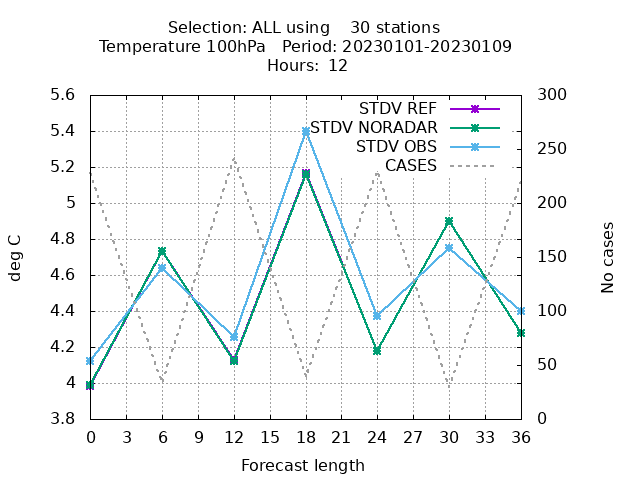 Selection: ALL using    30 stations
Temperature 100hPa   Period: 20230101-20230109
Hours: 12
5.6
5.4
5.2
5
4.8
4.6
4.4
4.2
4
3.8
deg C
STDV REF
STDV NORADAR
STDV OBS
CASES
300
250
200
150
100
50
0
No cases
0 3 6 9 12 15 18 21 24 27 30 33 36
Forecast length